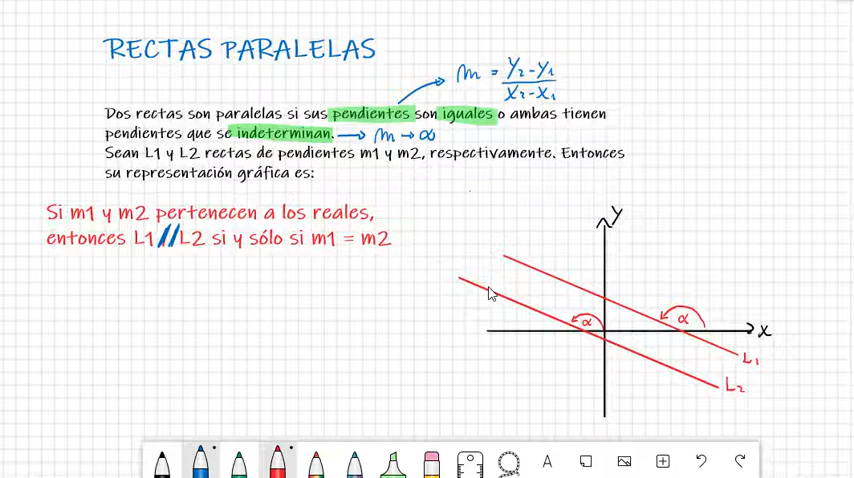 RECTAS PARALELAS
m = y2 - y1 / x2 - x1
Dos rectas son paralelas si sus pendientes son iguales o ambas tienen
pendientes que se indeterminan. → m → ∞
Sean L1 y L2 rectas de pendientes m1 y m2, respectivamente. Entonces
su representación gráfica es:
Si m1 y m2 pertenecen a los reales,
entonces L1 // L2 si y sólo si m1 = m2
y
α
α
x
L1
L2
A